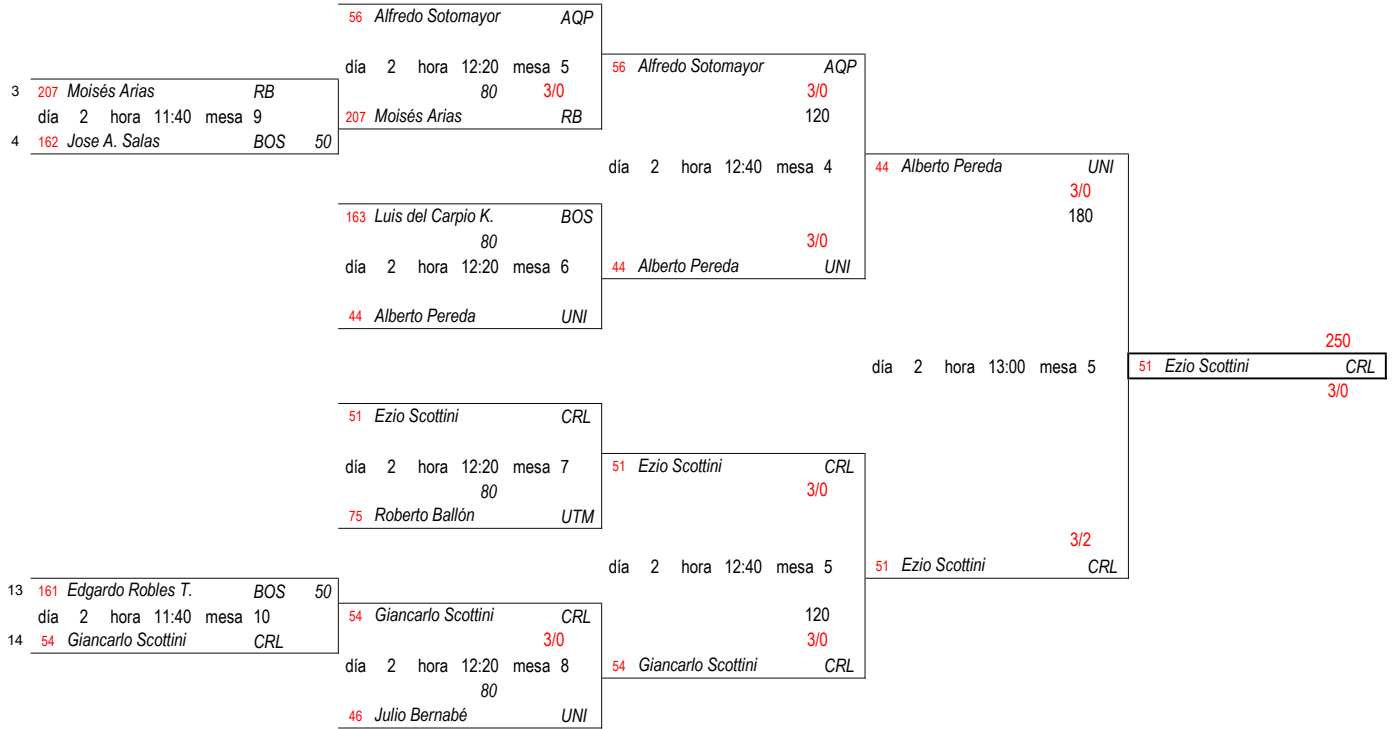 56 Alfredo Sotomayor AQP
día 2 hora 12:20 mesa 5
80 3/0
207 Moisés Arias RB
3 207 Moisés Arias RB
día 2 hora 11:40 mesa 9
4 162 Jose A. Salas BOS 50
56 Alfredo Sotomayor AQP
3/0
120
día 2 hora 12:40 mesa 4
3/0
44 Alberto Pereda UNI
163 Luis del Carpio K. BOS
80
día 2 hora 12:20 mesa 6
44 Alberto Pereda UNI
44 Alberto Pereda UNI
3/0
180
día 2 hora 13:00 mesa 5
250
51 Ezio Scottini CRL
3/0
51 Ezio Scottini CRL
día 2 hora 12:20 mesa 7
80
75 Roberto Ballón UTM
51 Ezio Scottini CRL
3/0
día 2 hora 12:40 mesa 5
120
3/0
54 Giancarlo Scottini CRL
3/2
51 Ezio Scottini CRL
13 161 Edgardo Robles T. BOS 50
día 2 hora 11:40 mesa 10
14 54 Giancarlo Scottini CRL
54 Giancarlo Scottini CRL
3/0
día 2 hora 12:20 mesa 8
80
46 Julio Bernabé UNI